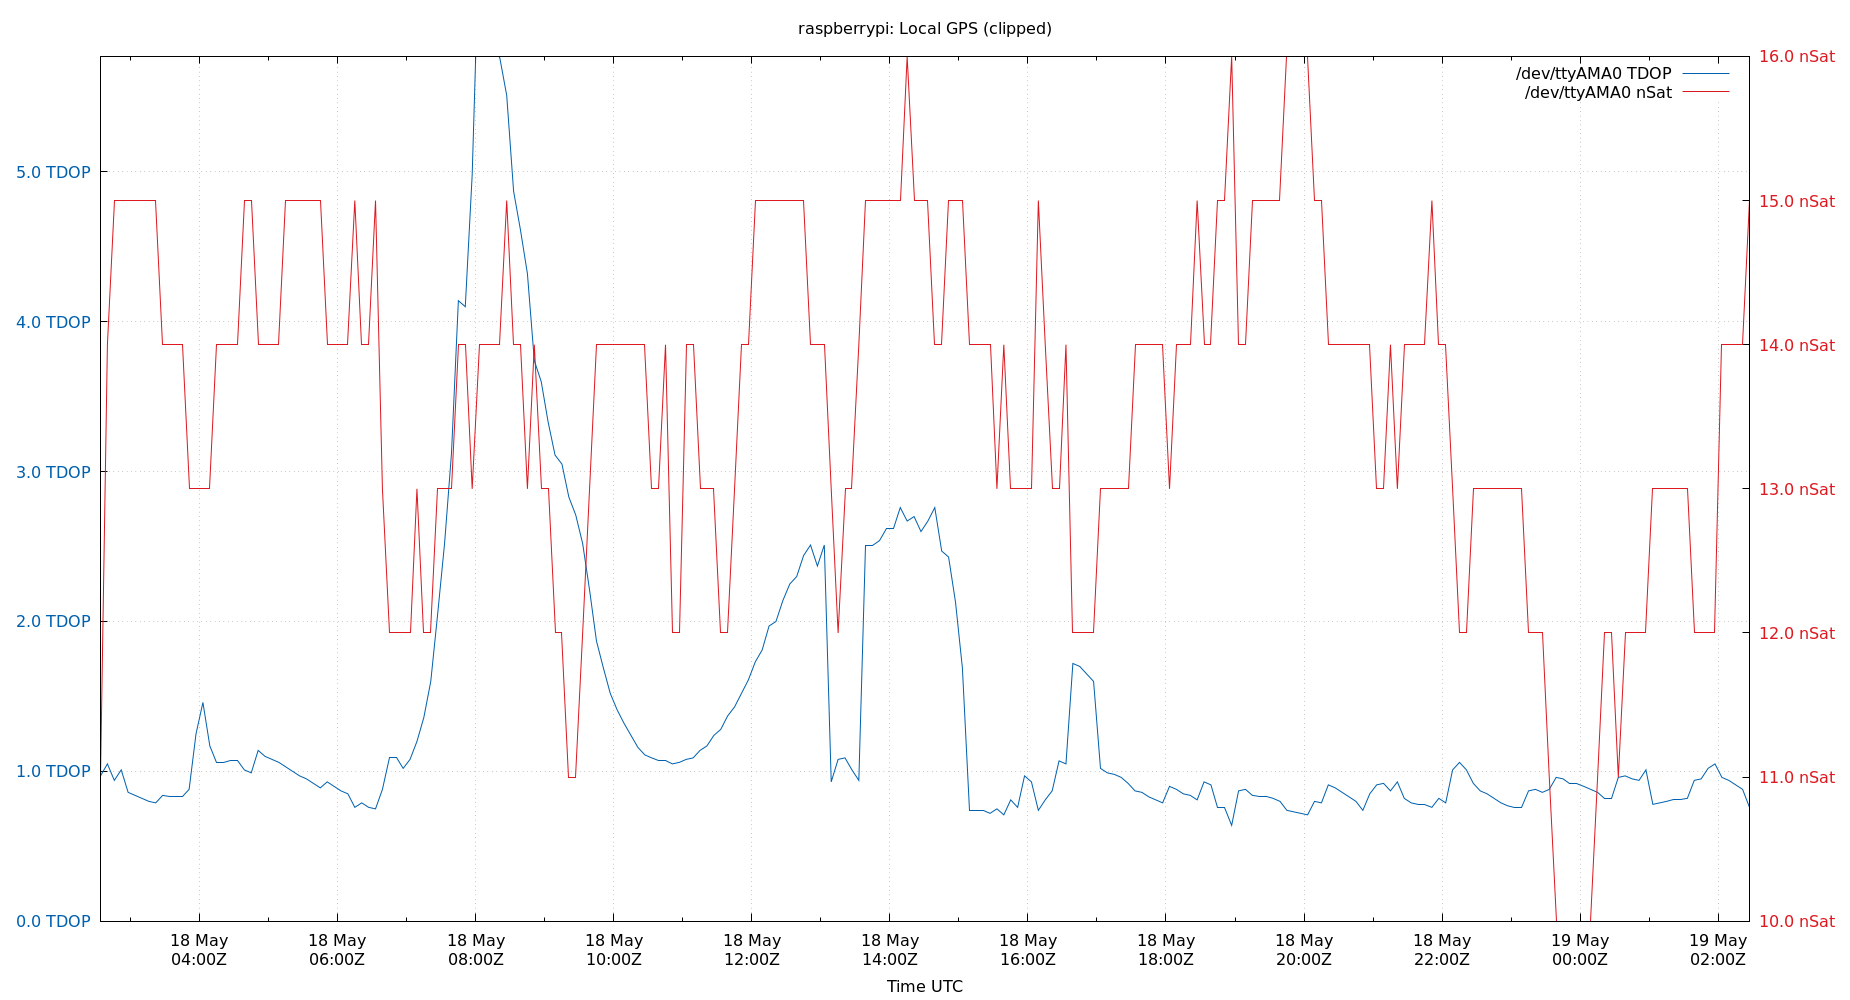 raspberrypi: Local GPS (clipped)
16.0 nSat
/dev/ttyAMA0 TDOP
/dev/ttyAMA0 nSat
5.0 TDOP
15.0 nSat
4.0 TDOP
14.0 nSat
3.0 TDOP
13.0 nSat
2.0 TDOP
12.0 nSat
1.0 TDOP
11.0 nSat
0.0 TDOP
10.0 nSat
18 May
04:00Z
18 May
06:00Z
18 May
08:00Z
18 May
10:00Z
18 May
12:00Z
18 May
14:00Z
18 May
16:00Z
18 May
18:00Z
18 May
20:00Z
18 May
22:00Z
19 May
00:00Z
19 May
02:00Z
Time UTC